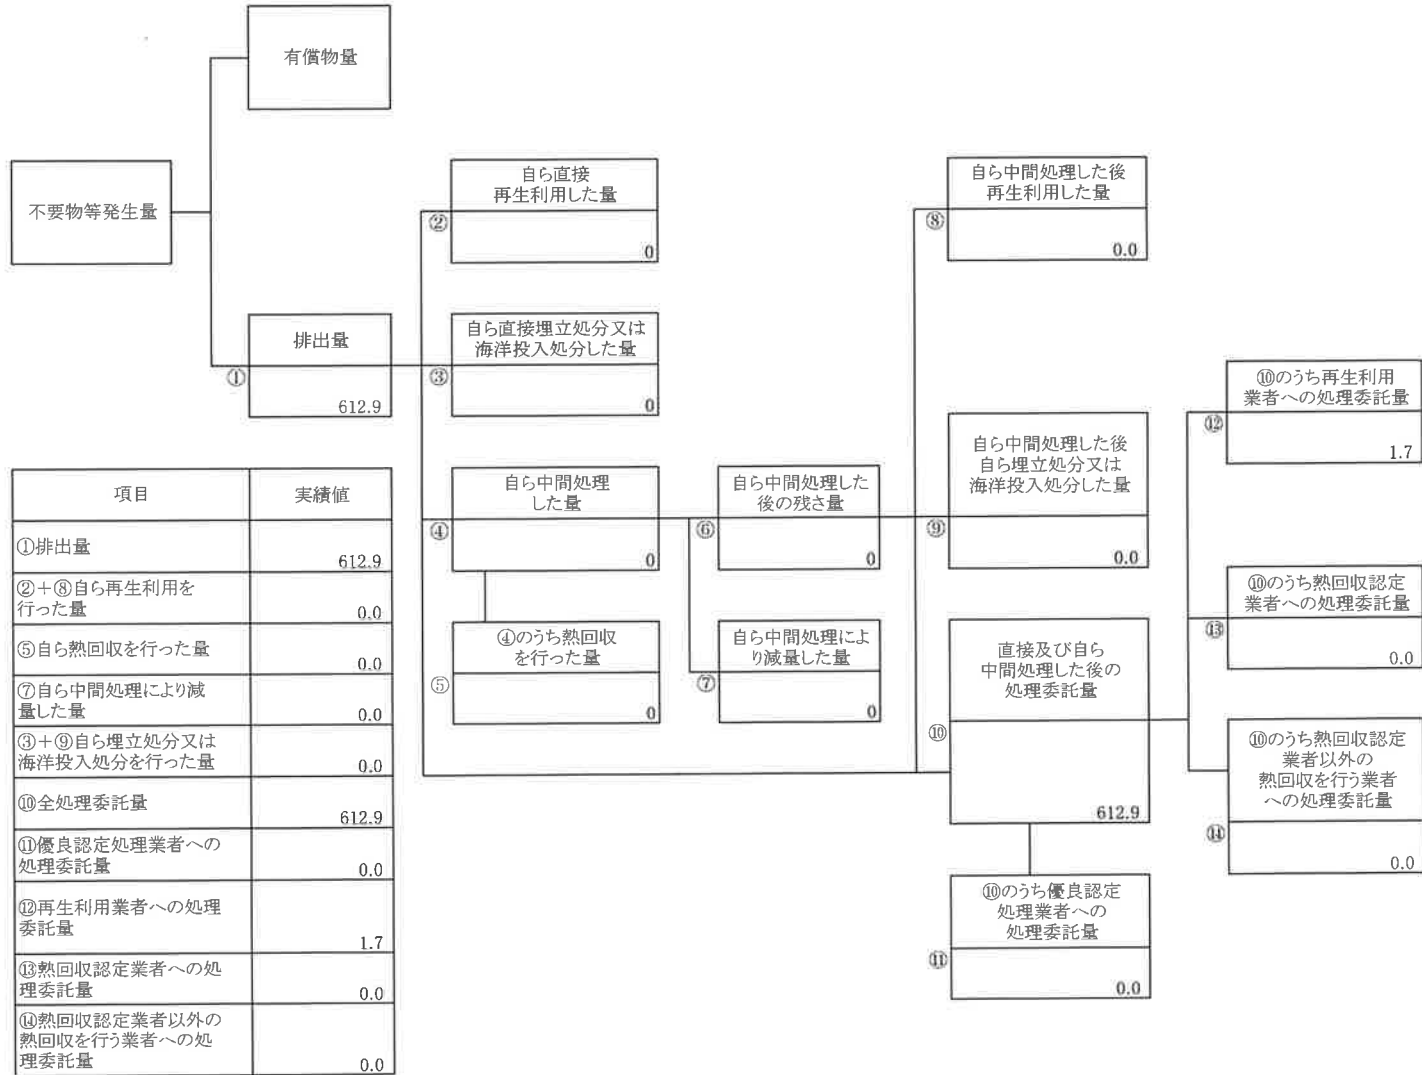 有償物量
不要物等発生量
排出量
①
612.9
自ら直接
再生利用した量
②
0
自ら直接埋立処分又は
海洋投入処分した量
③
0
自ら中間処理
した量
④
0
④のうち熱回収
を行った量
⑤
0
自ら中間処理した
後の残さ量
⑥
0
自ら中間処理によ
り減量した量
⑦
0
自ら中間処理した後
再生利用した量
⑧
0.0
自ら中間処理した後
自ら埋立処分又は
海洋投入処分した量
⑨
0.0
直接及び自ら
中間処理した後の
処理委託量
⑩
612.9
⑩のうち優良認定
処理業者への
処理委託量
⑪
0.0
⑩のうち再生利用
業者への処理委託量
⑫
1.7
⑩のうち熱回収認定
業者への処理委託量
⑬
0.0
⑩のうち熱回収認定
業者以外の
熱回収を行う業者
への処理委託量
⑭
0.0
項目 実績値
①排出量
612.9
②＋⑧自ら再生利用を
行った量
0.0
⑤自ら熱回収を行った量
0.0
⑦自ら中間処理により減
量した量
0.0
③＋⑨自ら埋立処分又は
海洋投入処分を行った量
0.0
⑩全処理委託量
612.9
⑪優良認定処理業者への
処理委託量
0.0
⑫再生利用業者への処理
委託量
1.7
⑬熱回収認定業者への処
理委託量
0.0
⑭熱回収認定業者以外の
熱回収を行う業者への処
理委託量
0.0